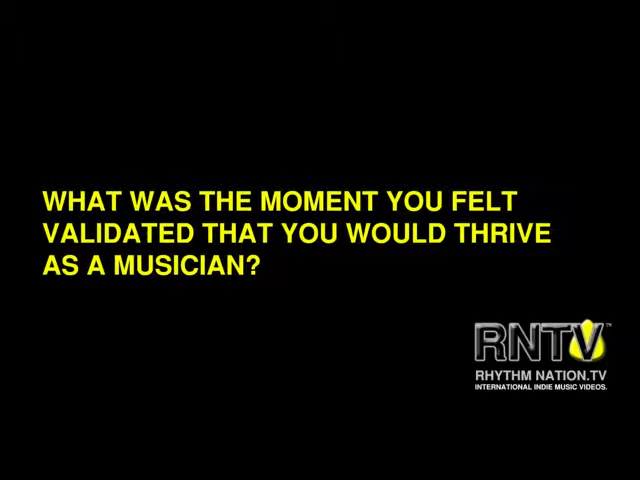 WHAT WAS THE MOMENT YOU FELT
VALIDATED THAT YOU WOULD THRIVE
AS A MUSICIAN?
RNTV™
RHYTHM NATION.TV
INTERNATIONAL INDIE MUSIC VIDEOS.